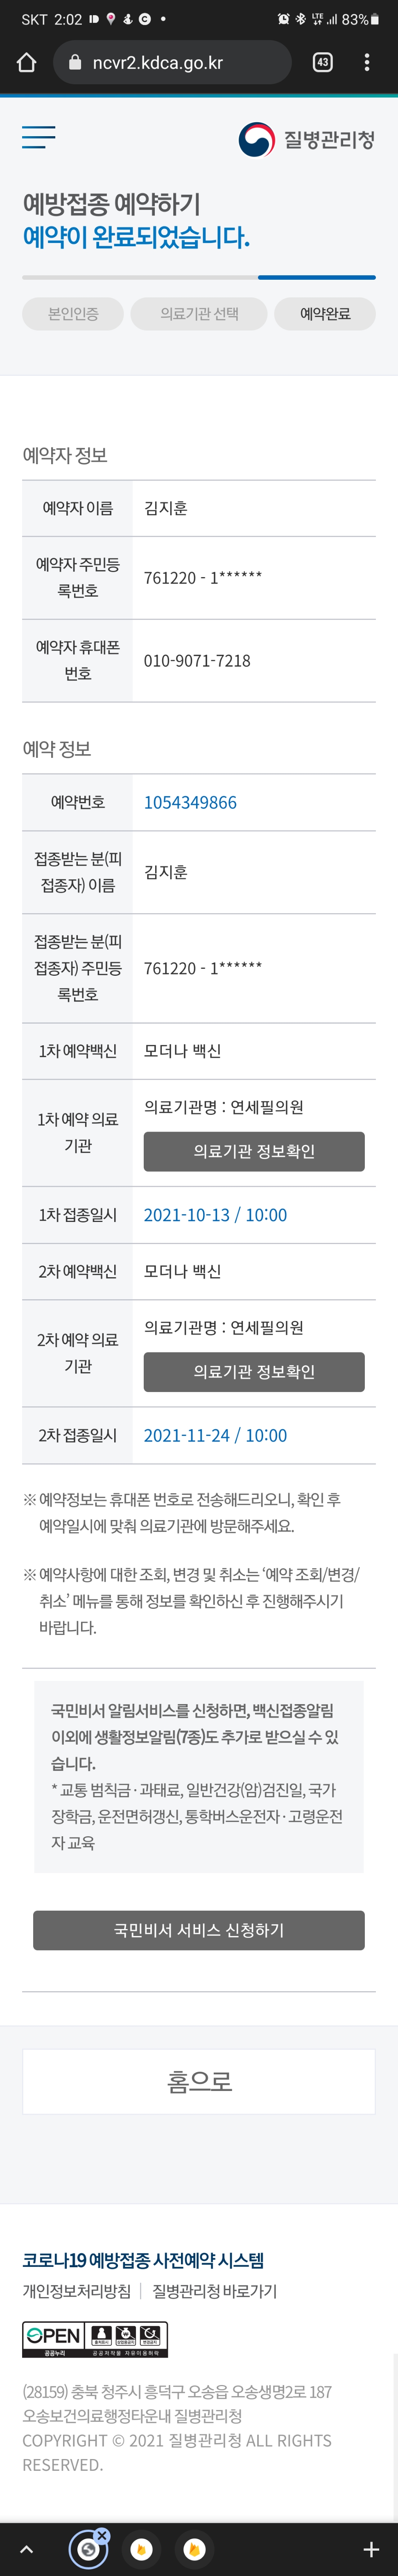 SKT 2:02
LTE 83%
ncvr2.kdca.go.kr
43
질병관리청
예방접종 예약하기
예약이 완료되었습니다.
본인인증 의료기관 선택 예약완료
예약자 정보
예약자 이름 김지훈
예약자 주민등
록번호
761220 - 1******
예약자 휴대폰
번호
010-9071-7218
예약 정보
예약번호 1054349866
접종받는 분(피
접종자) 이름
김지훈
접종받는 분(피
접종자) 주민등
록번호
761220 - 1******
1차 예약백신 모더나 백신
1차 예약 의료
기관
의료기관명 : 연세필의원
의료기관 정보확인
1차 접종일시 2021-10-13 / 10:00
2차 예약백신 모더나 백신
2차 예약 의료
기관
의료기관명 : 연세필의원
의료기관 정보확인
2차 접종일시 2021-11-24 / 10:00
※ 예약정보는 휴대폰 번호로 전송해드리오니, 확인 후
예약일시에 맞춰 의료기관에 방문해주세요.
※ 예약사항에 대한 조회, 변경 및 취소는 ‘예약 조회/변경/
취소’ 메뉴를 통해 정보를 확인하신 후 진행해주시기
바랍니다.
국민비서 알림서비스를 신청하면, 백신접종알림
이외에 생활정보알림(7종)도 추가로 받으실 수 있
습니다.
* 교통 범칙금·과태료, 일반건강(암)검진일, 국가
장학금, 운전면허갱신, 통학버스운전자·고령운전
자 교육
국민비서 서비스 신청하기
홈으로
코로나19 예방접종 사전예약 시스템
개인정보처리방침 | 질병관리청 바로가기
OPEN
공공누리 공공저작물 자유이용허락
(28159) 충북 청주시 흥덕구 오송읍 오송생명2로 187
오송보건의료행정타운내 질병관리청
COPYRIGHT © 2021 질병관리청 ALL RIGHTS
RESERVED.